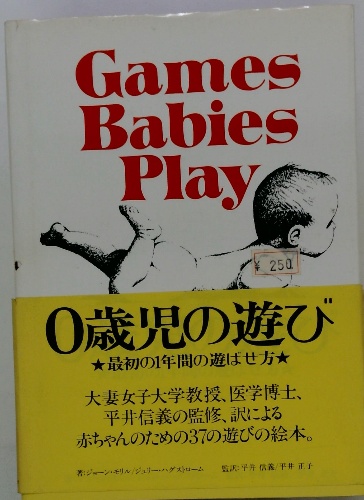 Games
Babies
Play
¥ 250
0歳児の遊び
★最初の1年間の遊ばせ方★
大妻女子大学教授、医学博士、
平井信義の監修、訳による
赤ちゃんのための37の遊びの絵本。
著:ジョーン・キリル/ジュリー・ハグストローム 監訳:平井 信義/平井 正子